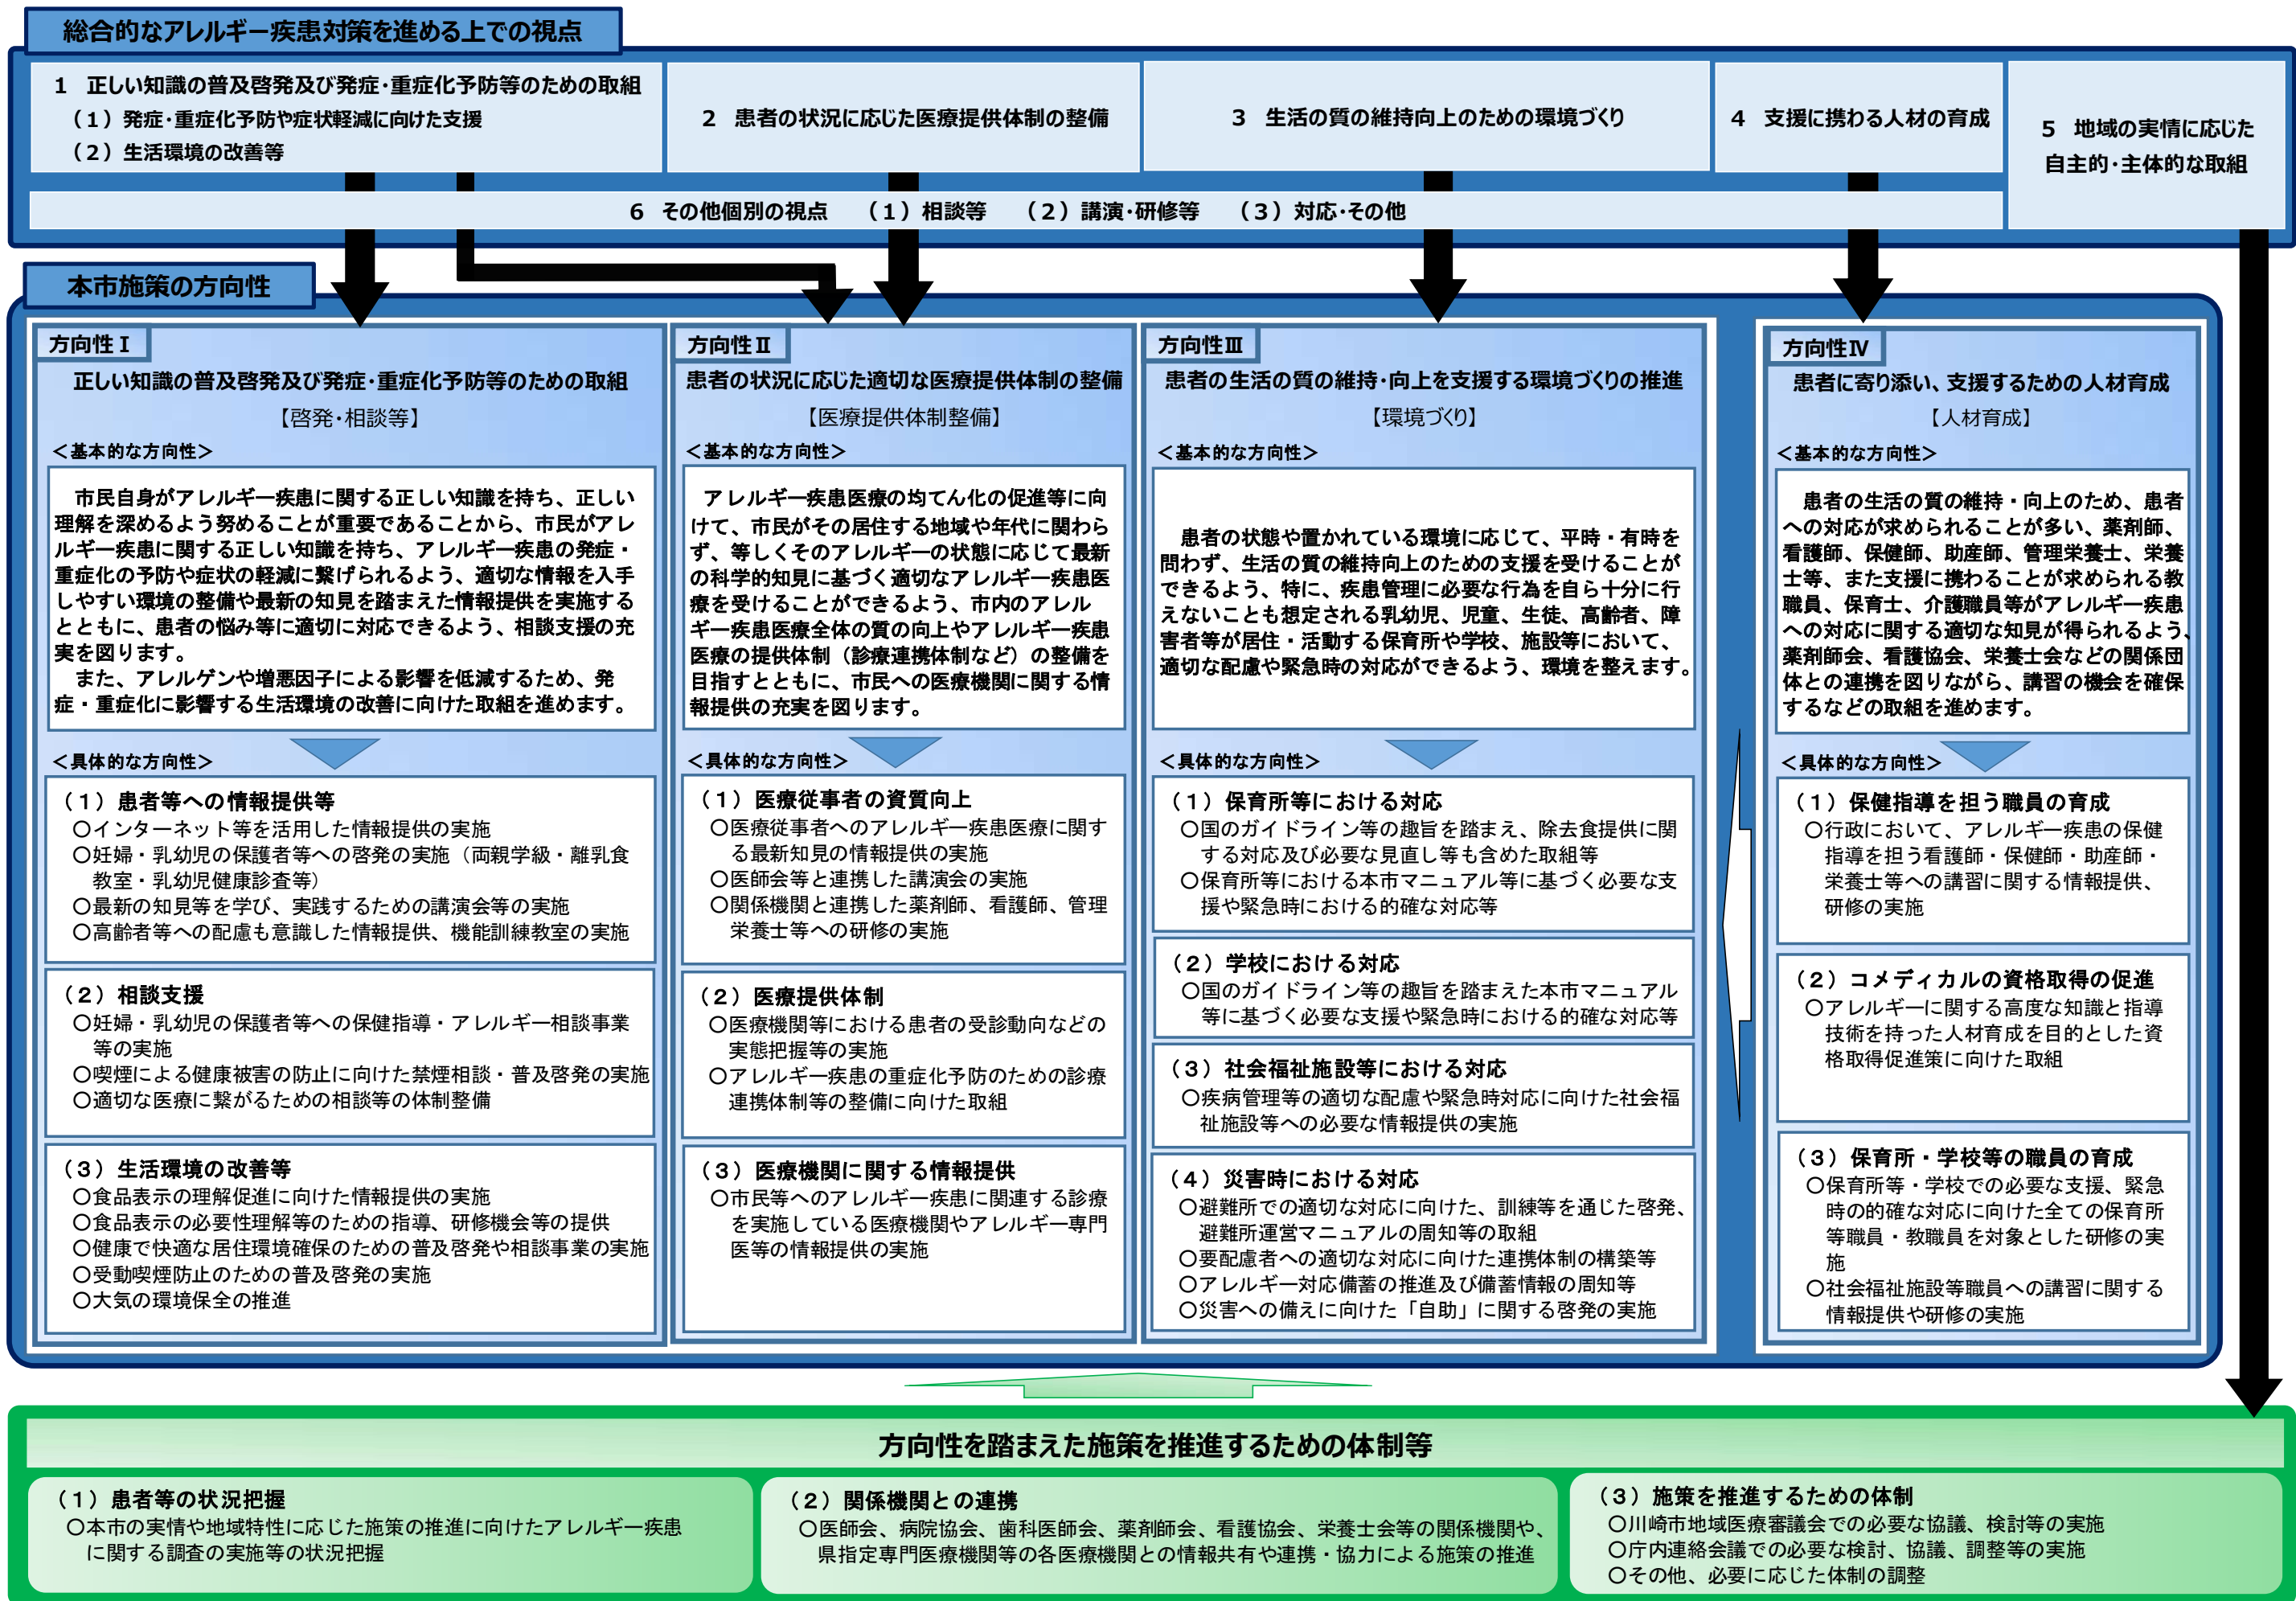 総合的なアレルギー疾患対策を進める上での視点
1 正しい知識の普及啓発及び発症・重症化予防等のための取組
(1)発症・重症化予防や症状軽減に向けた支援
(2)生活環境の改善等
2 患者の状況に応じた医療提供体制の整備
3 生活の質の維持向上のための環境づくり
4 支援に携わる人材の育成
5 地域の実情に応じた
自主的・主体的な取組
6 その他個別の視点 (1)相談等 (2)講演・研修等 (3)対応・その他
本市施策の方向性
方向性Ⅰ
正しい知識の普及啓発及び発症・重症化予防等のための取組
【啓発・相談等】
<基本的な方向性>
市民自身がアレルギー疾患に関する正しい知識を持ち、正しい
理解を深めるよう努めることが重要であることから、市民がアレ
ルギー疾患に関する正しい知識を持ち、アレルギー疾患の発症・
重症化の予防や症状の軽減に繋げられるよう、適切な情報を入手
しやすい環境の整備や最新の知見を踏まえた情報提供を実施する
とともに、患者の悩み等に適切に対応できるよう、相談支援の充
実を図ります。
また、アレルゲンや増悪因子による影響を低減するため、発
症・重症化に影響する生活環境の改善に向けた取組を進めます。
<具体的な方向性>
(1)患者等への情報提供等
○インターネット等を活用した情報提供の実施
○妊婦・乳幼児の保護者等への啓発の実施(両親学級・離乳食
教室・乳幼児健康診査等)
○最新の知見等を学び、実践するための講演会等の実施
○高齢者等への配慮も意識した情報提供、機能訓練教室の実施
(2)相談支援
○妊婦・乳幼児の保護者等への保健指導・アレルギー相談事業
等の実施
○喫煙による健康被害の防止に向けた禁煙相談・普及啓発の実施
○適切な医療に繋がるための相談等の体制整備
(3)生活環境の改善等
○食品表示の理解促進に向けた情報提供の実施
○食品表示の必要性理解等のための指導、研修機会等の提供
○健康で快適な居住環境確保のための普及啓発や相談事業の実施
○受動喫煙防止のための普及啓発の実施
○大気の環境保全の推進
方向性Ⅱ
患者の状況に応じた適切な医療提供体制の整備
【医療提供体制整備】
<基本的な方向性>
アレルギー疾患医療の均てん化の促進等に向
けて、市民がその居住する地域や年代に関わら
ず、等しくそのアレルギーの状態に応じて最新
の科学的知見に基づく適切なアレルギー疾患医
療を受けることができるよう、市内のアレル
ギー疾患医療全体の質の向上やアレルギー疾患
医療の提供体制(診療連携体制など)の整備を
目指すとともに、市民への医療機関に関する情
報提供の充実を図ります。
<具体的な方向性>
(1)医療従事者の資質向上
○医療従事者へのアレルギー疾患医療に関す
る最新知見の情報提供の実施
○医師会等と連携した講演会の実施
○関係機関と連携した薬剤師、看護師、管理
栄養士等への研修の実施
(2)医療提供体制
○医療機関等における患者の受診動向などの
実態把握等の実施
○アレルギー疾患の重症化予防のための診療
連携体制等の整備に向けた取組
(3)医療機関に関する情報提供
○市民等へのアレルギー疾患に関連する診療
を実施している医療機関やアレルギー専門
医等の情報提供の実施
方向性Ⅲ
患者の生活の質の維持・向上を支援する環境づくりの推進
【環境づくり】
<基本的な方向性>
患者の状態や置かれている環境に応じて、平時・有時を
問わず、生活の質の維持向上のための支援を受けることが
できるよう、特に、疾患管理に必要な行為を自ら十分に行
えないことも想定される乳幼児、児童、生徒、高齢者、障
害者等が居住・活動する保育所や学校、施設等において、
適切な配慮や緊急時の対応ができるよう、環境を整えます。
<具体的な方向性>
(1)保育所等における対応
○国のガイドライン等の趣旨を踏まえ、除去食提供に関
する対応及び必要な見直し等も含めた取組等
○保育所等における本市マニュアル等に基づく必要な支
援や緊急時における的確な対応等
(2)学校における対応
○国のガイドライン等の趣旨を踏まえた本市マニュアル
等に基づく必要な支援や緊急時における的確な対応等
(3)社会福祉施設等における対応
○疾病管理等の適切な配慮や緊急時対応に向けた社会福
祉施設等への必要な情報提供の実施
(4)災害時における対応
○避難所での適切な対応に向けた、訓練等を通じた啓発、
避難所運営マニュアルの周知等の取組
○要配慮者への適切な対応に向けた連携体制の構築等
○アレルギー対応備蓄の推進及び備蓄情報の周知等
○災害への備えに向けた「自助」に関する啓発の実施
方向性Ⅳ
患者に寄り添い、支援するための人材育成
【人材育成】
<基本的な方向性>
患者の生活の質の維持・向上のため、患者
への対応が求められることが多い、薬剤師、
看護師、保健師、助産師、管理栄養士、栄養
士等、また支援に携わることが求められる教
職員、保育士、介護職員等がアレルギー疾患
への対応に関する適切な知見が得られるよう、
薬剤師会、看護協会、栄養士会などの関係団
体との連携を図りながら、講習の機会を確保
するなどの取組を進めます。
<具体的な方向性>
(1)保健指導を担う職員の育成
○行政において、アレルギー疾患の保健
指導を担う看護師・保健師・助産師・
栄養士等への講習に関する情報提供、
研修の実施
(2)コメディカルの資格取得の促進
○アレルギーに関する高度な知識と指導
技術を持った人材育成を目的とした資
格取得促進策に向けた取組
(3)保育所・学校等の職員の育成
○保育所等・学校での必要な支援、緊急
時の的確な対応に向けた全ての保育所
等職員・教職員を対象とした研修の実
施
○社会福祉施設等職員への講習に関する
情報提供や研修の実施
方向性を踏まえた施策を推進するための体制等
(1)患者等の状況把握
○本市の実情や地域特性に応じた施策の推進に向けたアレルギー疾患
に関する調査の実施等の状況把握
(2)関係機関との連携
○医師会、病院協会、歯科医師会、薬剤師会、看護協会、栄養士会等の関係機関や、
県指定専門医療機関等の各医療機関との情報共有や連携・協力による施策の推進
(3)施策を推進するための体制
○川崎市地域医療審議会での必要な協議、検討等の実施
○庁内連絡会議での必要な検討、協議、調整等の実施
○その他、必要に応じた体制の調整